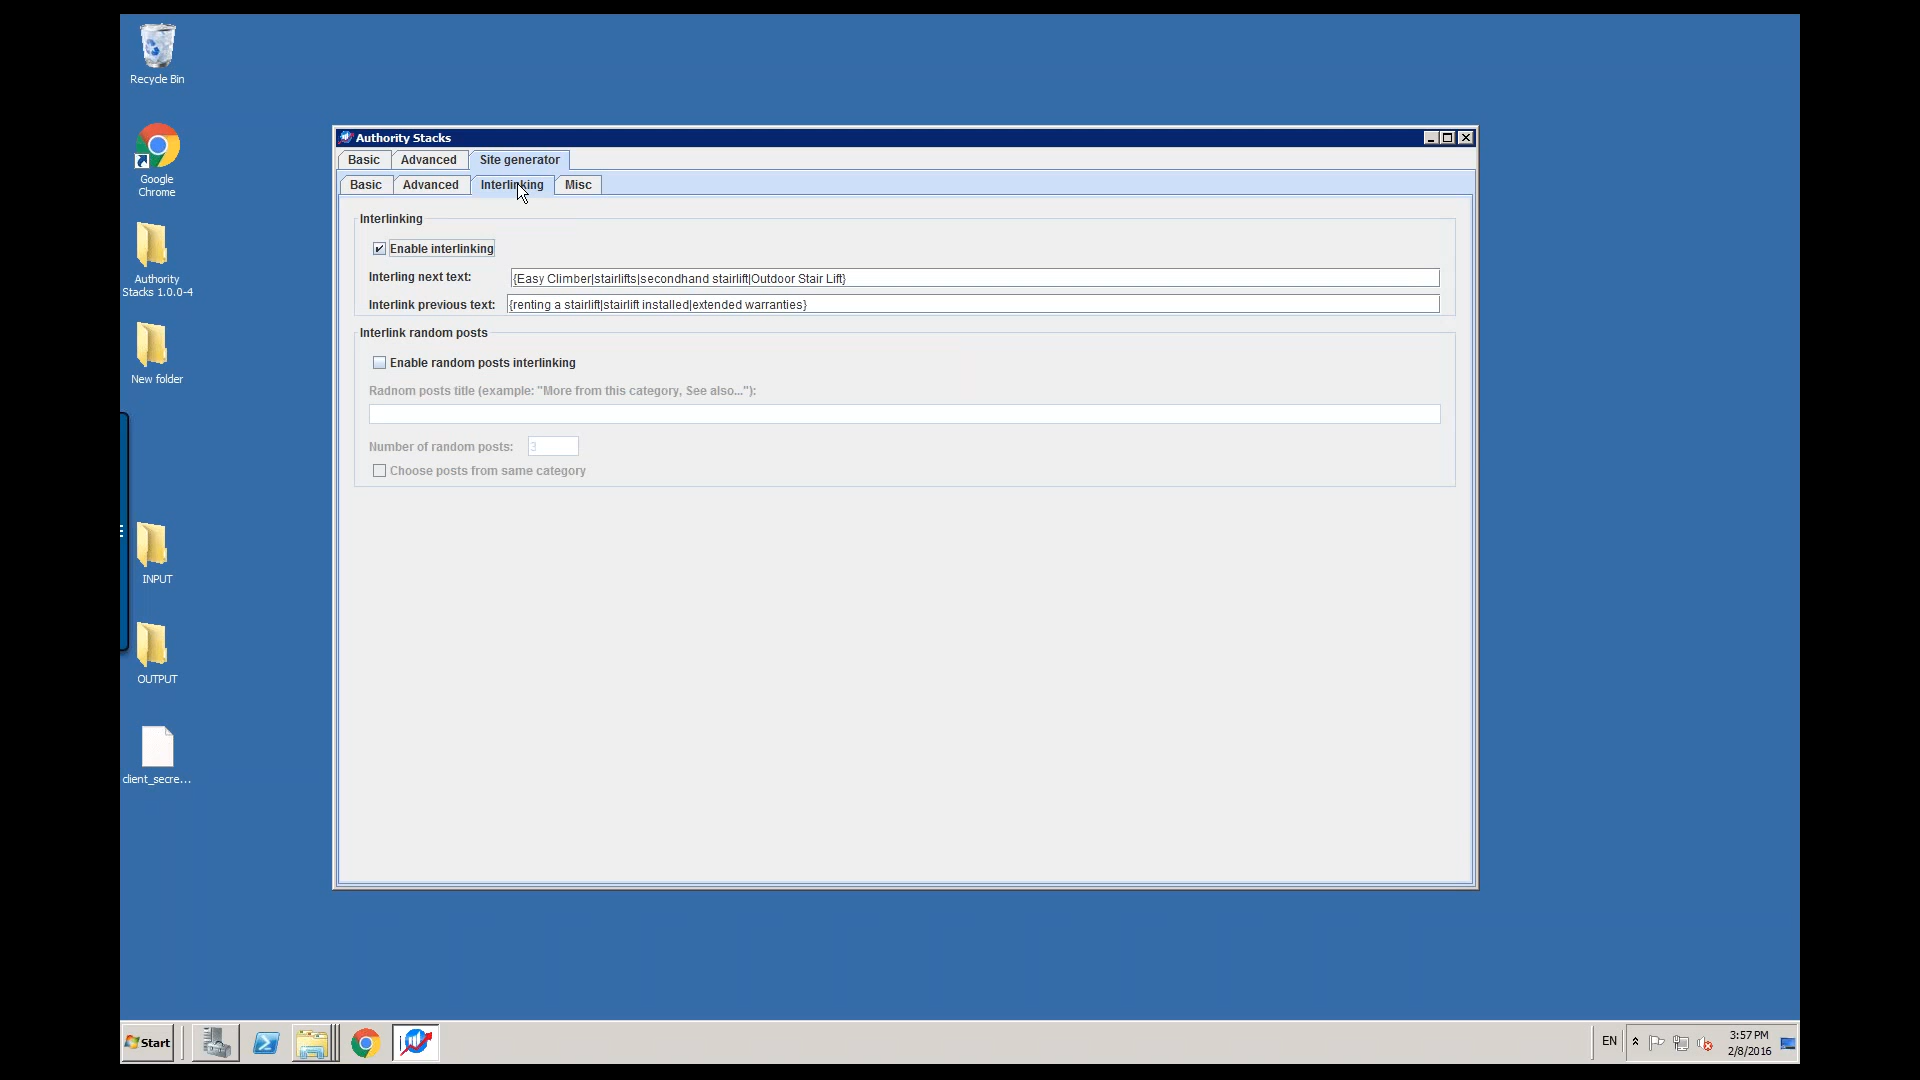 Recycle Bin
Google
Chrome
Authority
Stacks 1.0.0-4
New folder
INPUT
OUTPUT
client_secre...
Authority Stacks
Basic Advanced Site generator
Basic Advanced Interlinking Misc
Interlinking
Enable interlinking
Interling next text: {Easy Climber|stairlifts|secondhand stairlift|Outdoor Stair Lift}
Interlink previous text: {renting a stairlift|stairlift installed|extended warranties}
Interlink random posts
Enable random posts interlinking
Radnom posts title (example: "More from this category, See also..."):
Number of random posts: 3
Choose posts from same category
Start
EN
3:57 PM
2/8/2016